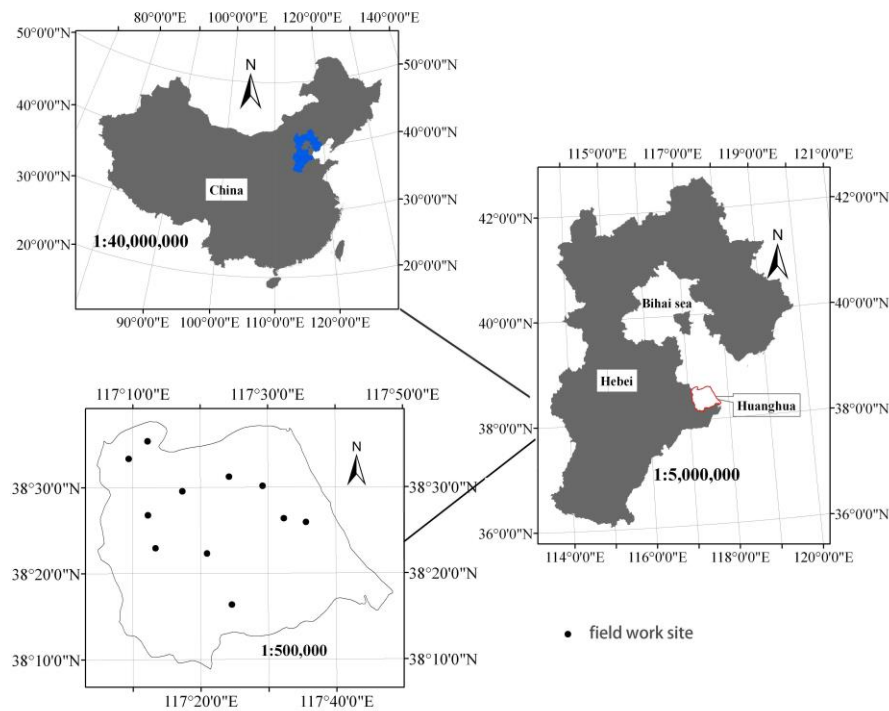 80°0'0"E 100°0'0"E 120°0'0"E 140°0'0"E
50°0'0"N
50°0'0"N
40°0'0"N
40°0'0"N
30°0'0"N
30°0'0"N
20°0'0"N
20°0'0"N
N
China
1:40,000,000
90°0'0"E 100°0'0"E 110°0'0"E 120°0'0"E
115°0'0"E 117°0'0"E 119°0'0"E 121°0'0"E
42°0'0"N
42°0'0"N
N
Bihai sea
40°0'0"N
40°0'0"N
Hebei
Huanghua
38°0'0"N
38°0'0"N
1:5,000,000
36°0'0"N
36°0'0"N
114°0'0"E 116°0'0"E 118°0'0"E 120°0'0"E
117°10'0"E 117°30'0"E 117°50'0"E
N
38°30'0"N
38°30'0"N
38°20'0"N
38°20'0"N
38°10'0"N
38°10'0"N
1:500,000
117°20'0"E 117°40'0"E
field work site